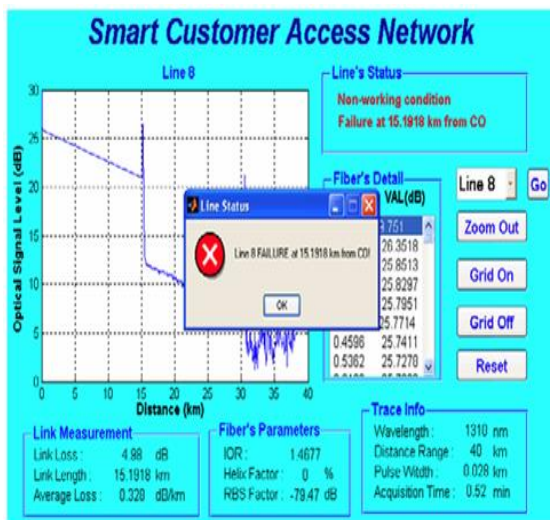 Smart Customer Access Network
Line 8
Optical Signal Level (dB)
30
25
20
15
10
5
0
0 5 10 15 20 25 30 35 40
Distance (km)
Line's Status
Non-working condition
Failure at 15.1918 km from CO
Fiber's Detail
VAL(dB)
.751
26.3518
25.8513
25.8297
25.7951
25.7714
0.4596 25.7411
0.5362 25.7278
Line Status
Line 8 FAILURE at 15.1918 km from CO!
OK
Line 8
Go
Zoom Out
Grid On
Grid Off
Reset
Link Measurement
Link Loss : 4.98 dB
Link Length : 15.1918 km
Average Loss : 0.328 dB/km
Fiber's Parameters
IOR : 1.4677
Helix Factor : 0 %
RBS Factor : -79.47 dB
Trace Info
Wavelength : 1310 nm
Distance Range : 40 km
Pulse Witdth : 0.028 km
Acquisition Time : 0.52 min